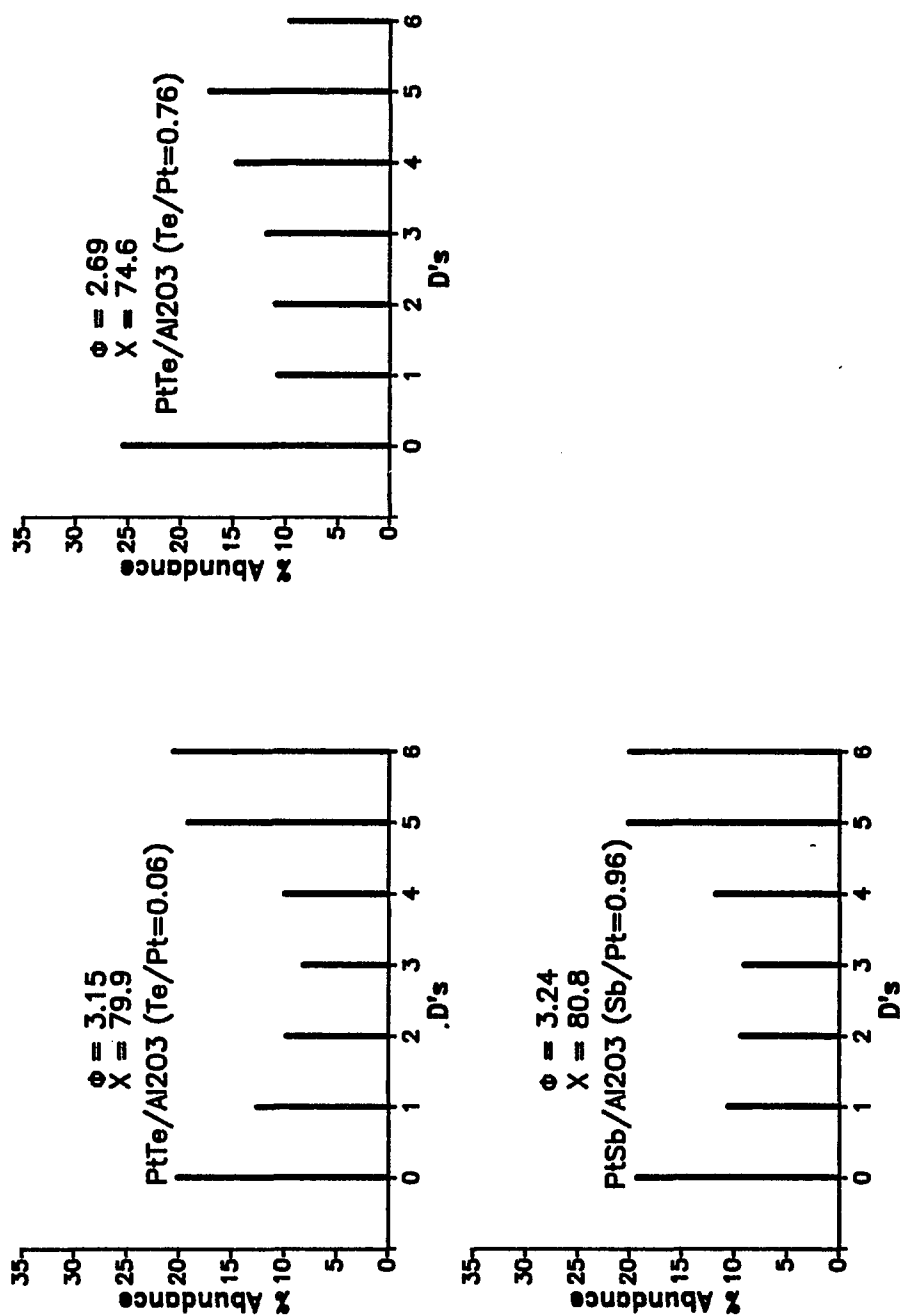 Φ = 3.15
X = 79.9
PtTe/Al2O3 (Te/Pt=0.06)
% Abundance
35
30
25
20
15
10
5
0
0 1 2 3 4 5 6
.D's
Φ = 2.69
X = 74.6
PtTe/Al2O3 (Te/Pt=0.76)
% Abundance
35
30
25
20
15
10
5
0
0 1 2 3 4 5 6
D's
Φ = 3.24
X = 80.8
PtSb/Al2O3 (Sb/Pt=0.96)
% Abundance
35
30
25
20
15
10
5
0
0 1 2 3 4 5 6
D's